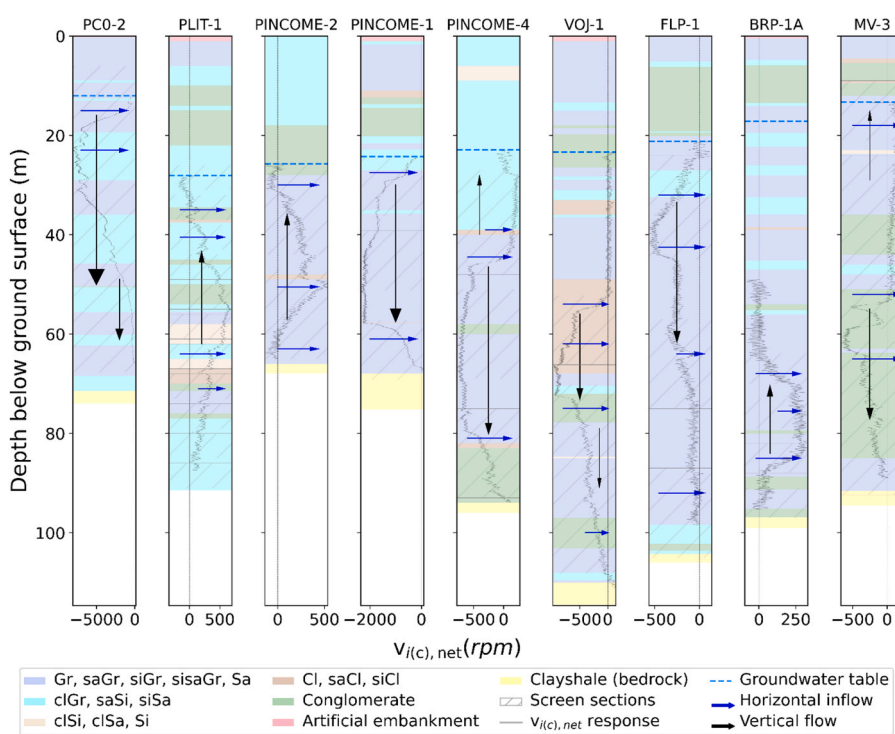 PC0-2 PLIT-1 PINCOME-2 PINCOME-1 PINCOME-4 VOJ-1 FLP-1 BRP-1A MV-3
0
20
40
60
80
100
Depth below ground surface (m)
−5000 0 0 500 0 500 −2000 0 −500 0 −5000 0 −500 0 0 250 −500 0
v_i(c), net (rpm)
Gr, saGr, siGr, sisaGr, Sa Cl, saCl, siCl Clayshale (bedrock) Groundwater table
clGr, saSi, siSa Conglomerate Screen sections Horizontal inflow
clSi, clSa, Si Artificial embankment v_i(c), net response Vertical flow